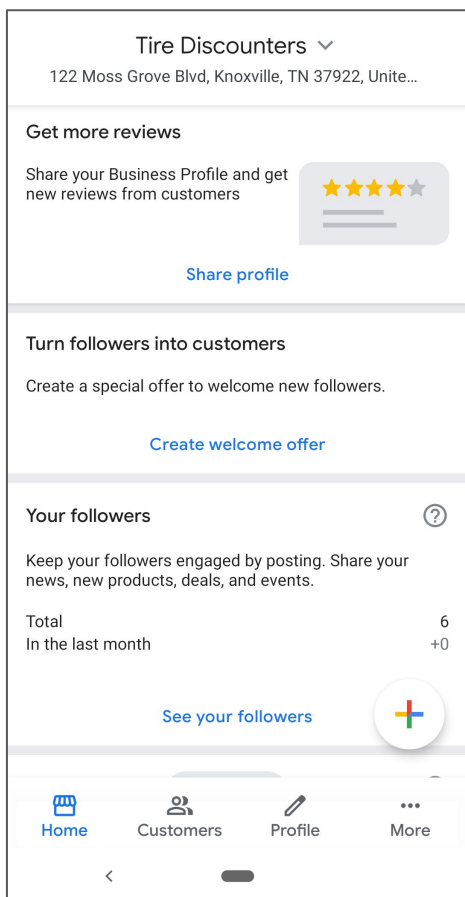 Tire Discounters
122 Moss Grove Blvd, Knoxville, TN 37922, Unite...
Get more reviews
Share your Business Profile and get
new reviews from customers
Share profile
Turn followers into customers
Create a special offer to welcome new followers.
Create welcome offer
Your followers
Keep your followers engaged by posting. Share your
news, new products, deals, and events.
Total 6
In the last month +0
See your followers
Home Customers Profile More